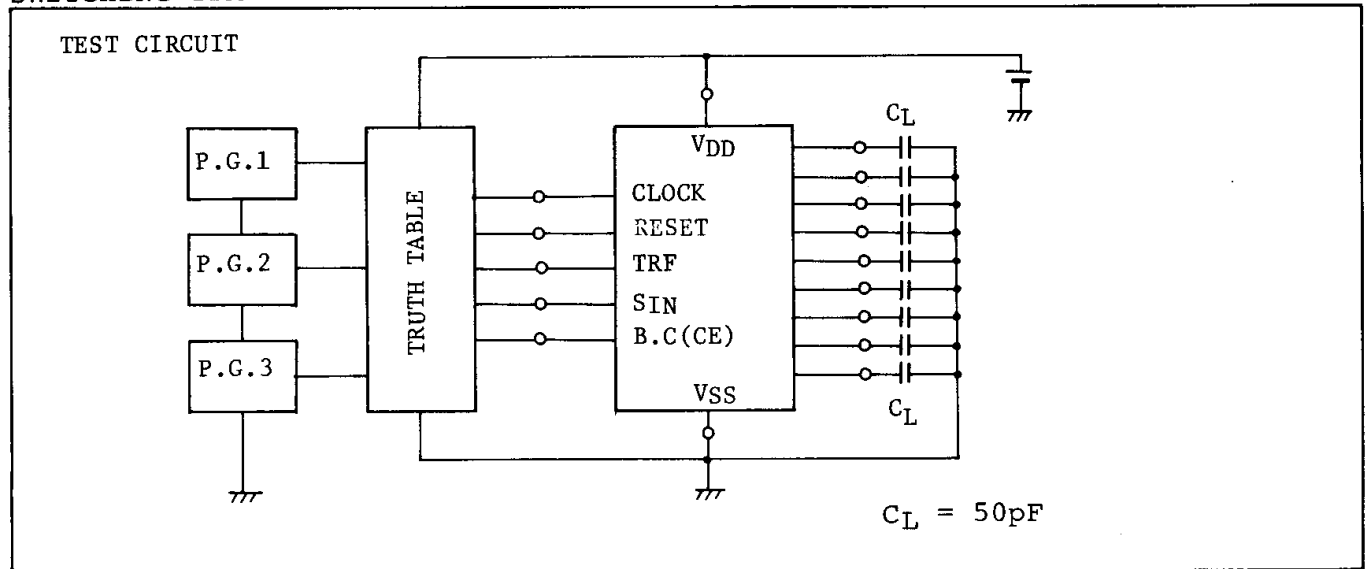 TEST CIRCUIT
P.G.1
P.G.2
P.G.3
TRUTH TABLE
VDD
CLOCK
RESET
TRF
SIN
B.C(CE)
VSS
CL
CL
CL = 50pF